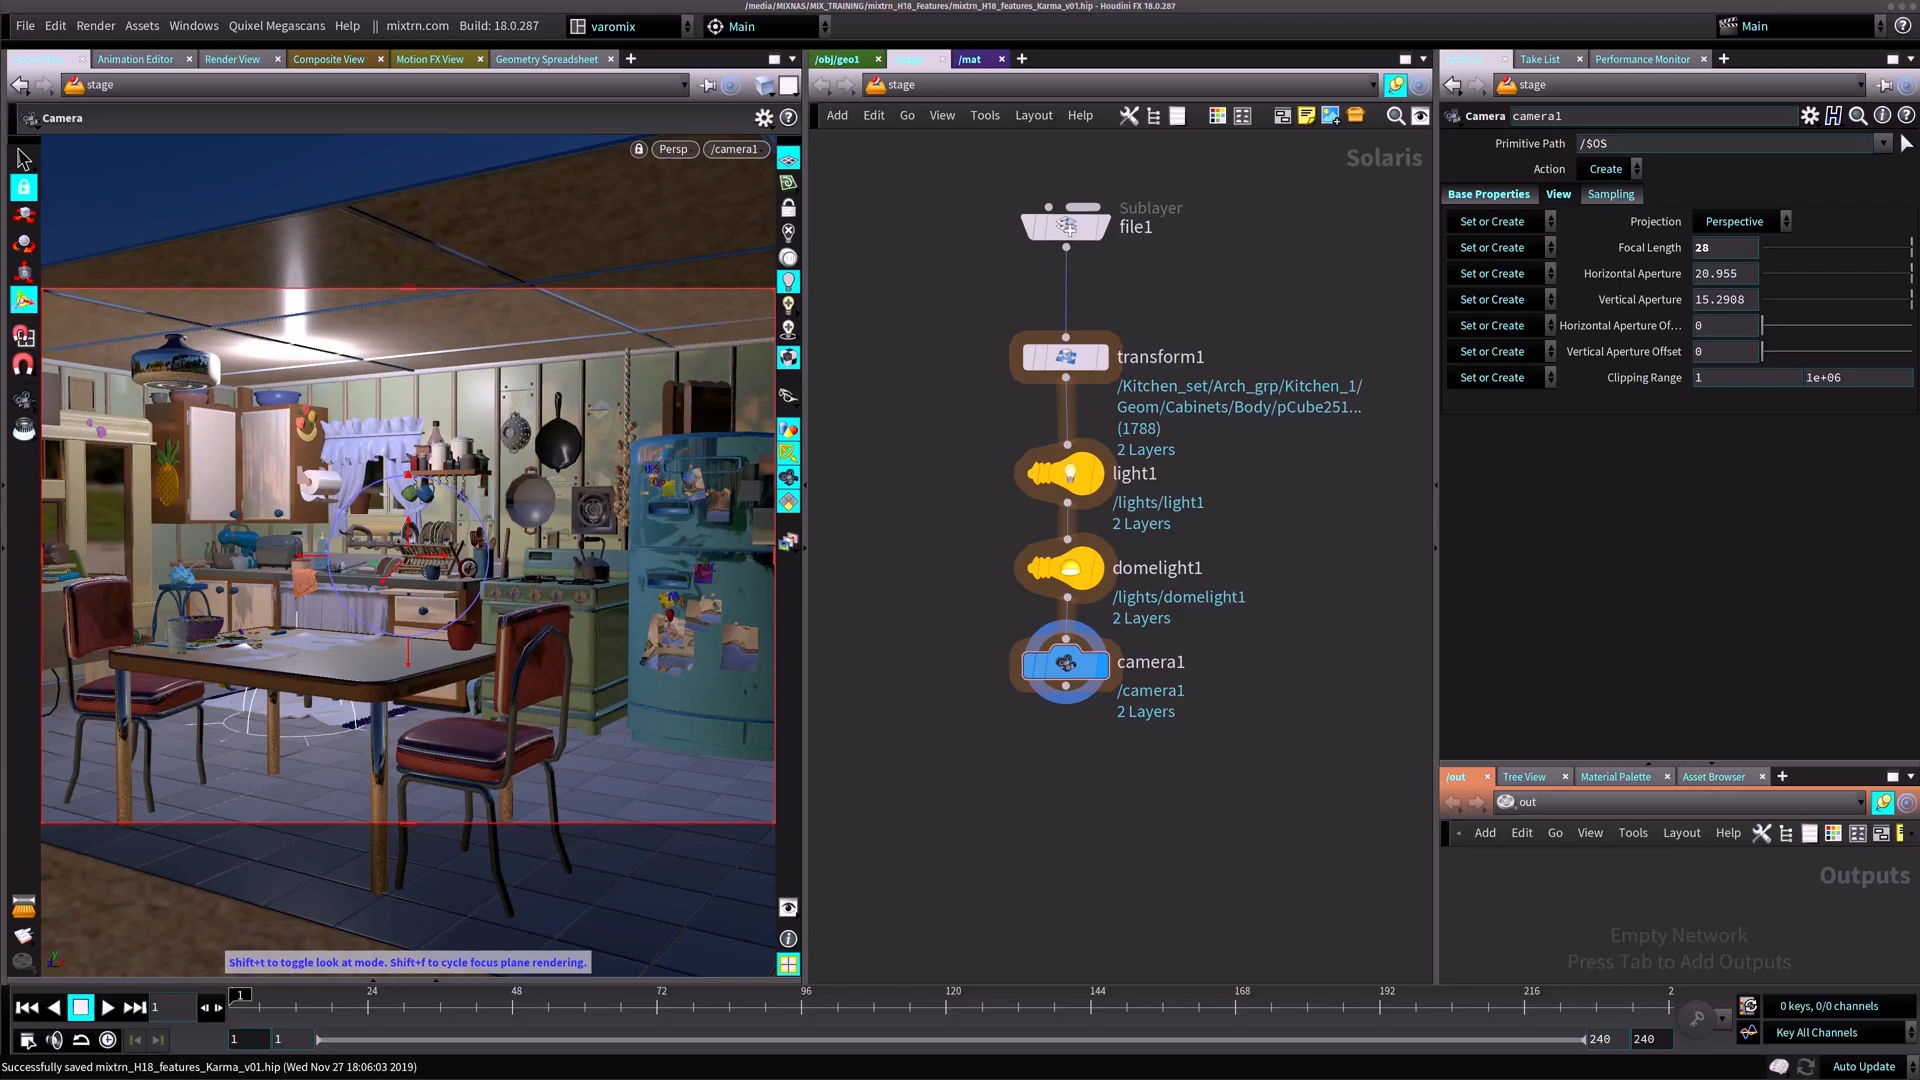 /media/MIXNAS/MIX_TRAINING/mixtrn_H18_Features/mixtrn_H18_features_Karma_v01.hip - Houdini FX 18.0.287
File Edit Render Assets Windows Quixel Megascans Help || mixtrn.com Build: 18.0.287 varomix Main Main
Animation Editor Render View Composite View Motion FX View Geometry Spreadsheet
/obj/geo1 /mat
Take List Performance Monitor
stage
stage
stage
Camera
Persp /camera1
Add Edit Go View Tools Layout Help
Solaris
Sublayer
file1
transform1
/Kitchen_set/Arch_grp/Kitchen_1/
Geom/Cabinets/Body/pCube251...
(1788)
2 Layers
light1
/lights/light1
2 Layers
domelight1
/lights/domelight1
2 Layers
camera1
/camera1
2 Layers
Camera camera1
Primitive Path /$OS
Action Create
Base Properties View Sampling
Set or Create Projection Perspective
Set or Create Focal Length 28
Set or Create Horizontal Aperture 20.955
Set or Create Vertical Aperture 15.2908
Set or Create Horizontal Aperture Of... 0
Set or Create Vertical Aperture Offset 0
Set or Create Clipping Range 1 1e+06
/out Tree View Material Palette Asset Browser
out
Add Edit Go View Tools Layout Help
Outputs
Empty Network
Press Tab to Add Outputs
Shift+t to toggle look at mode. Shift+f to cycle focus plane rendering.
1 1 24 48 72 96 120 144 168 192 216 2
0 keys, 0/0 channels
1 1 240 240
Key All Channels
Successfully saved mixtrn_H18_features_Karma_v01.hip (Wed Nov 27 18:06:03 2019)
Auto Update